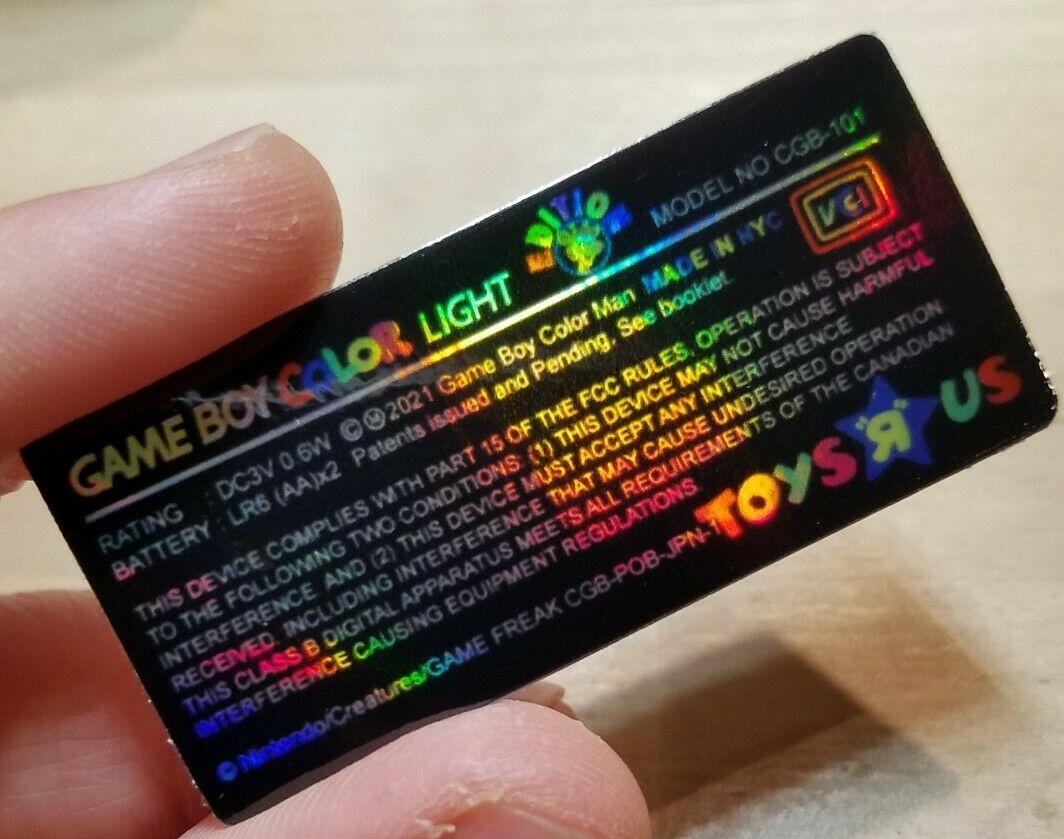 GAME BOY COLOR LIGHT EDITION MODEL NO CGB-101
RATING : DC3V 0.6W © 2021 Game Boy Color Man MADE IN NYC
BATTERY : LR6 (AA)x2 Patents issued and Pending. See booklet.
THIS DEVICE COMPLIES WITH PART 15 OF THE FCC RULES. OPERATION IS SUBJECT
TO THE FOLLOWING TWO CONDITIONS: (1) THIS DEVICE MAY NOT CAUSE HARMFUL
INTERFERENCE AND (2) THIS DEVICE MUST ACCEPT ANY INTERFERENCE
RECEIVED, INCLUDING INTERFERENCE THAT MAY CAUSE UNDESIRED OPERATION.
THIS CLASS B DIGITAL APPARATUS MEETS ALL REQUIREMENTS OF THE CANADIAN
INTERFERENCE CAUSING EQUIPMENT REGULATIONS.
© Nintendo/Creatures/GAME FREAK CGB-POB-JPN-1
TOYS R US